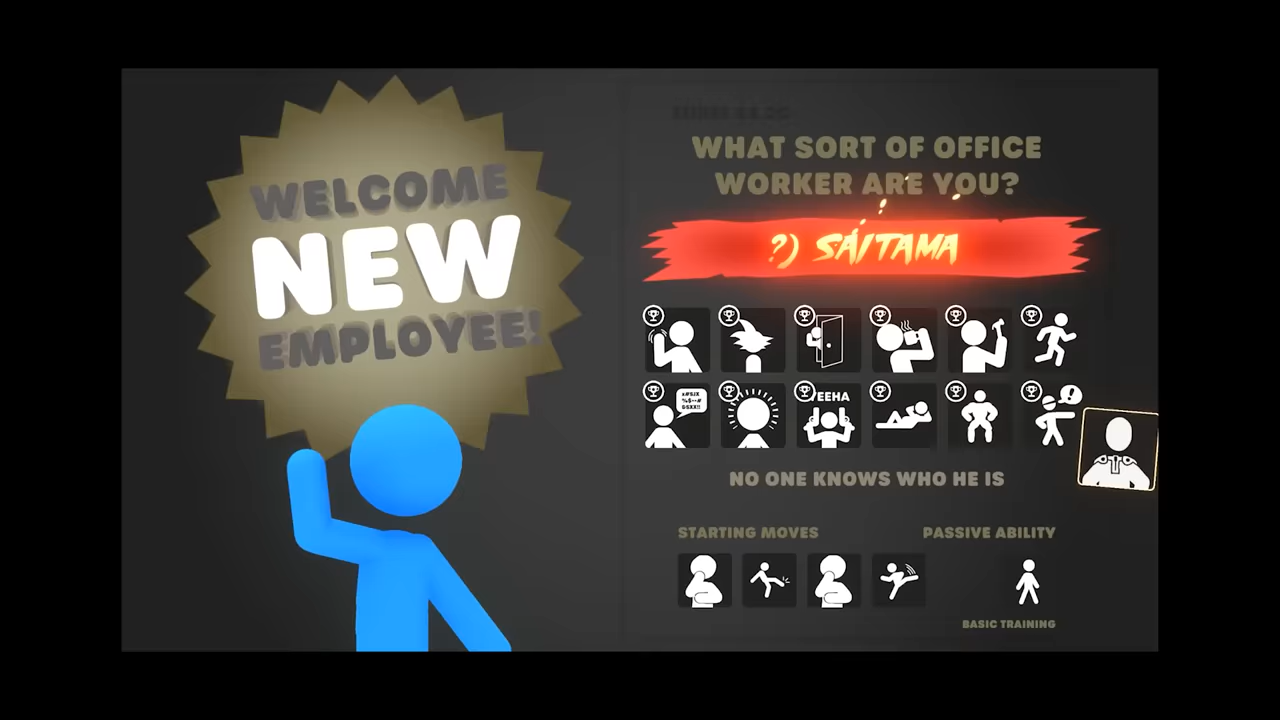 WELCOME
NEW
EMPLOYEE!
WHAT SORT OF OFFICE
WORKER ARE YOU?
?) SAITAMA
YEEHA
NO ONE KNOWS WHO HE IS
STARTING MOVES
PASSIVE ABILITY
BASIC TRAINING